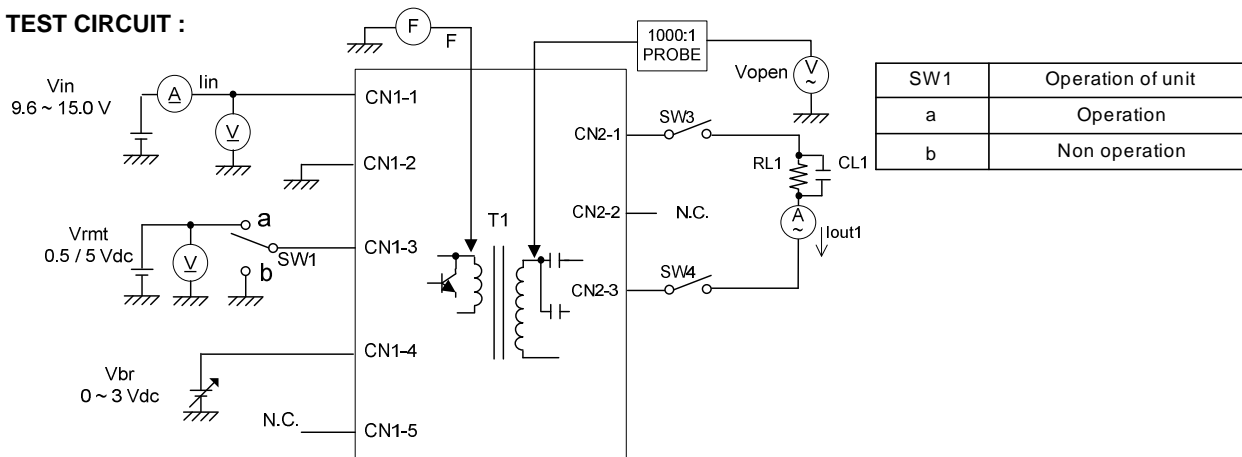 TEST CIRCUIT :
F
F
1000:1
PROBE
Vopen
V
~
Vin
9.6 ~ 15.0 V
A
Iin
V
CN1-1
CN1-2
Vrmt
0.5 / 5 Vdc
V
a
b
SW1
CN1-3
T1
CN1-4
Vbr
0 ~ 3 Vdc
N.C.
CN1-5
CN2-1
SW3
RL1
CL1
CN2-2
N.C.
A
~
Iout1
CN2-3
SW4
SW1
Operation of unit
a
Operation
b
Non operation